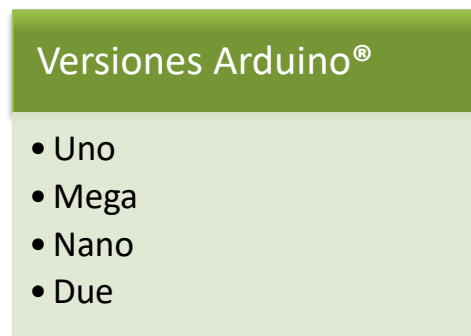 Versiones Arduino®
• Uno
• Mega
• Nano
• Due